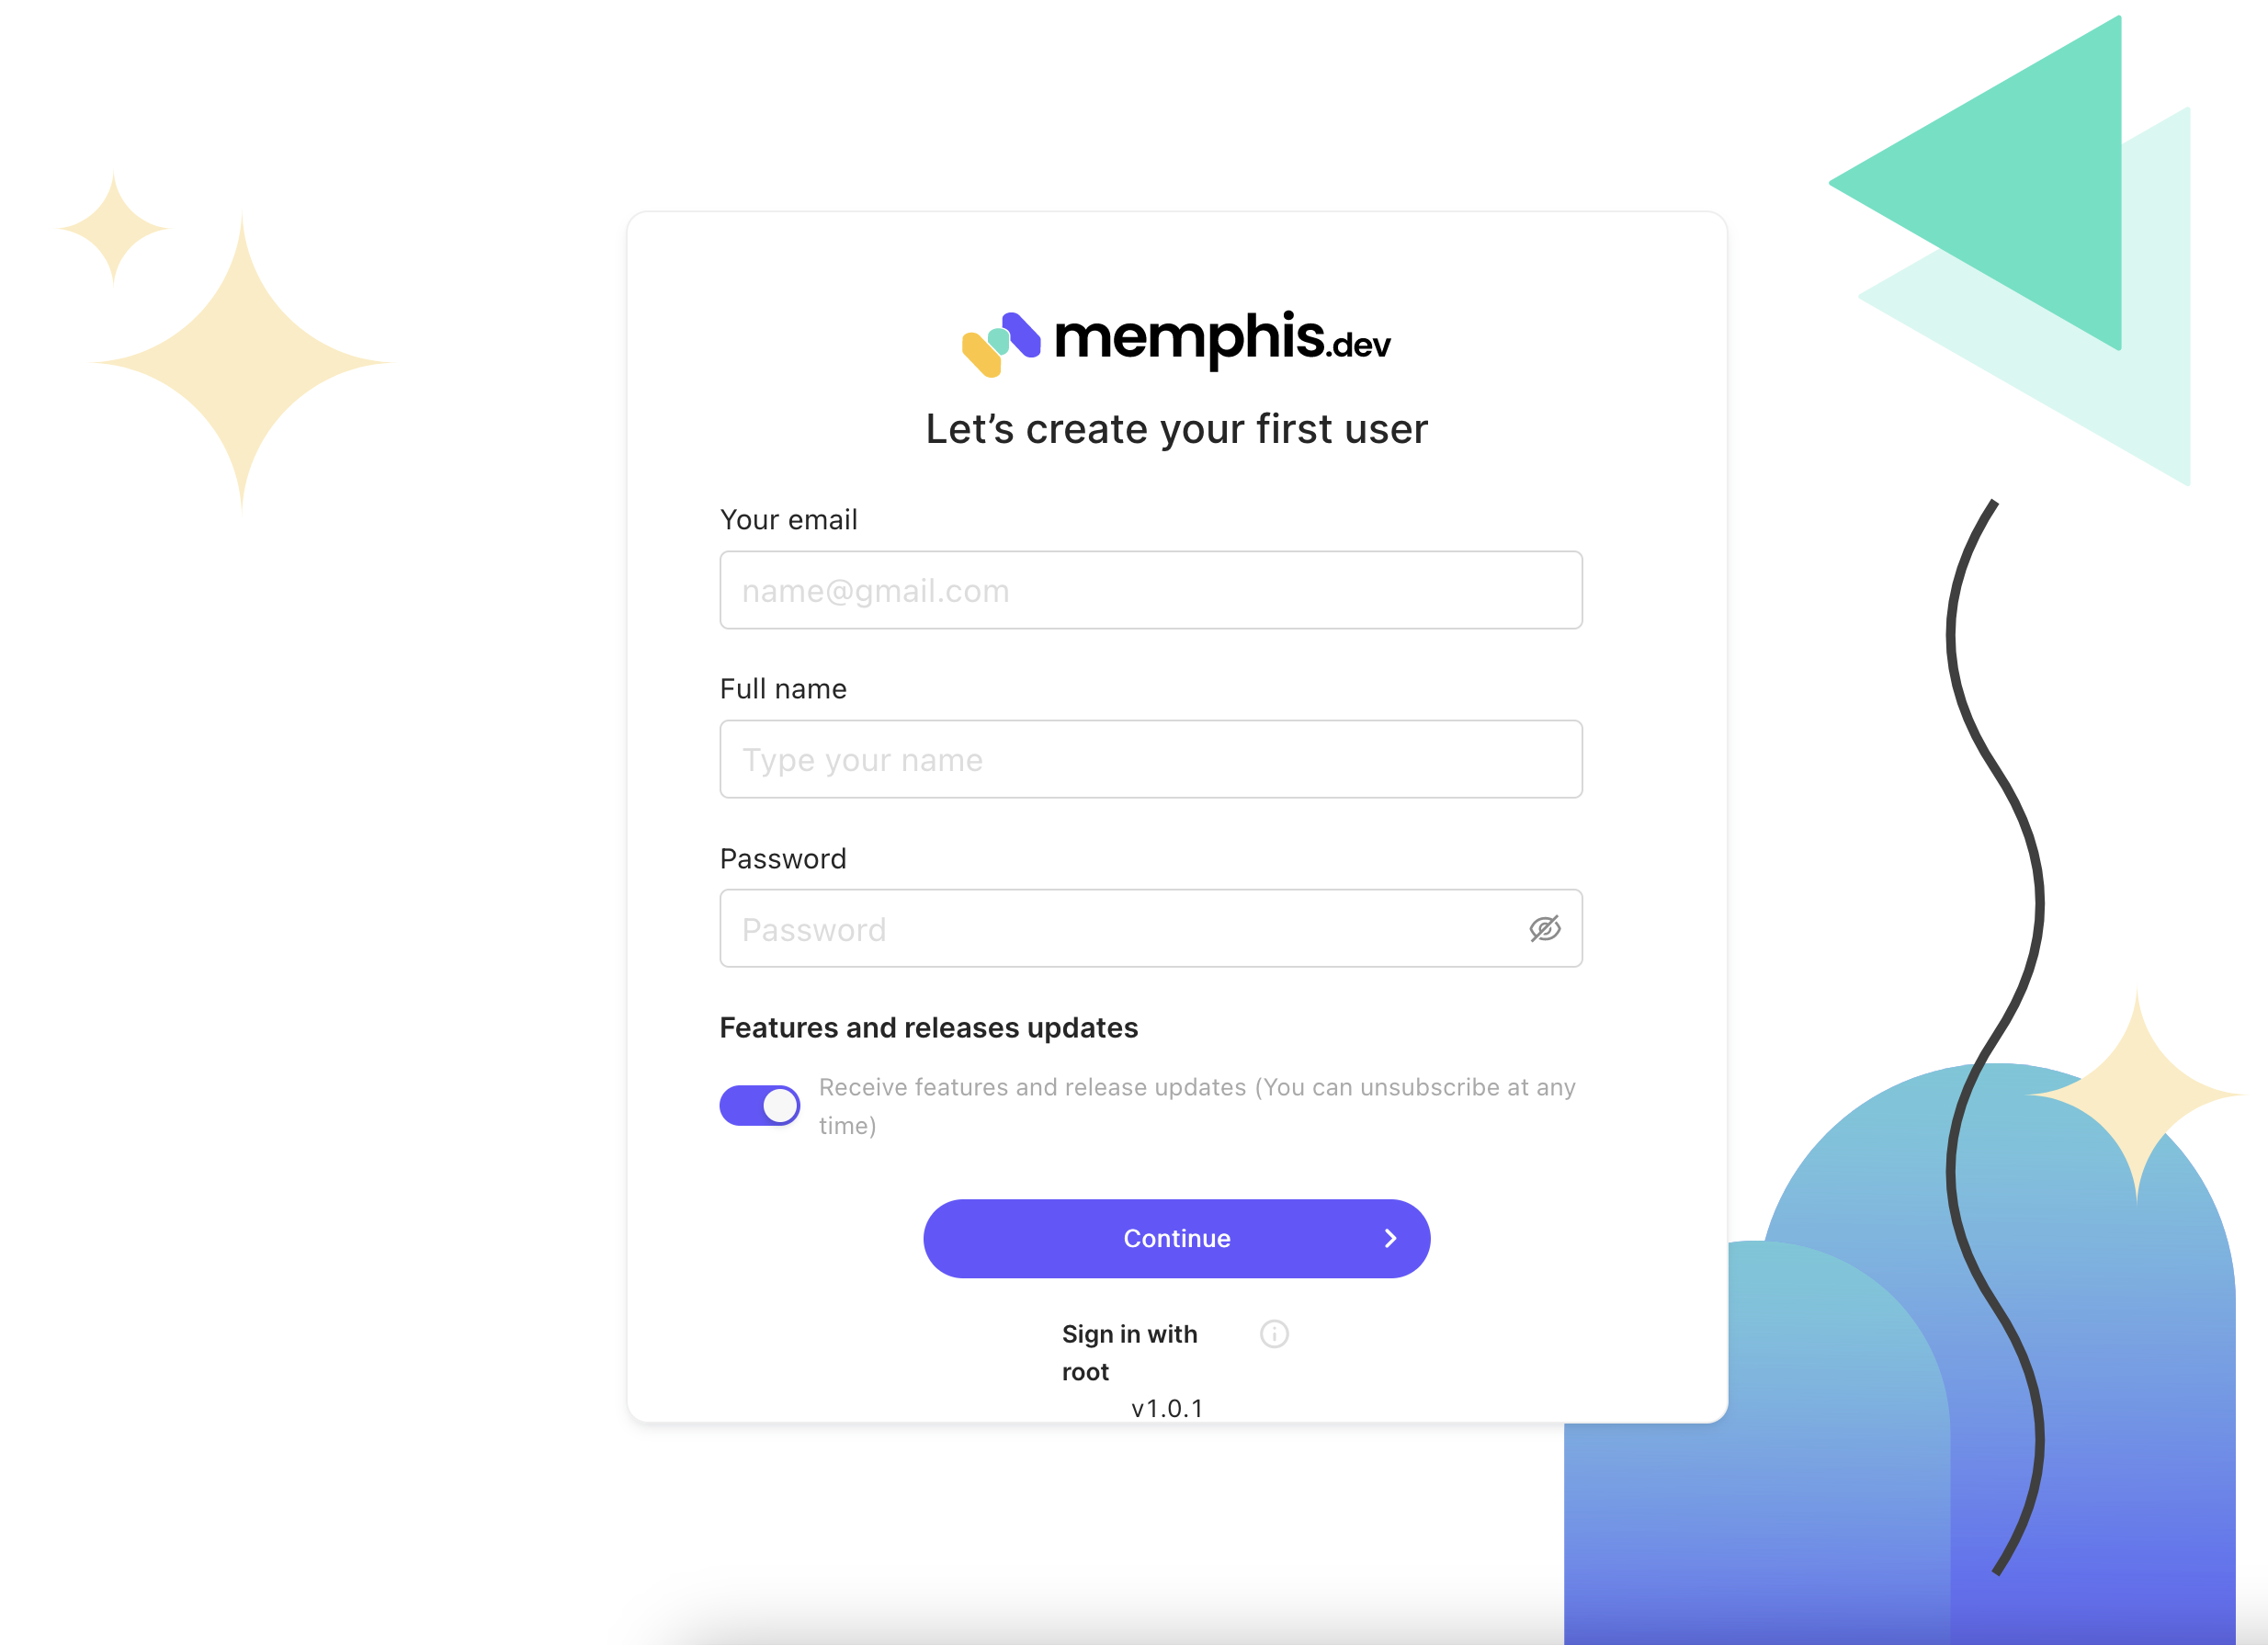 memphis.dev
Let’s create your first user
Your email
name@gmail.com
Full name
Type your name
Password
Password
Features and releases updates
Receive features and release updates (You can unsubscribe at any
time)
Continue
Sign in with
root
v1.0.1